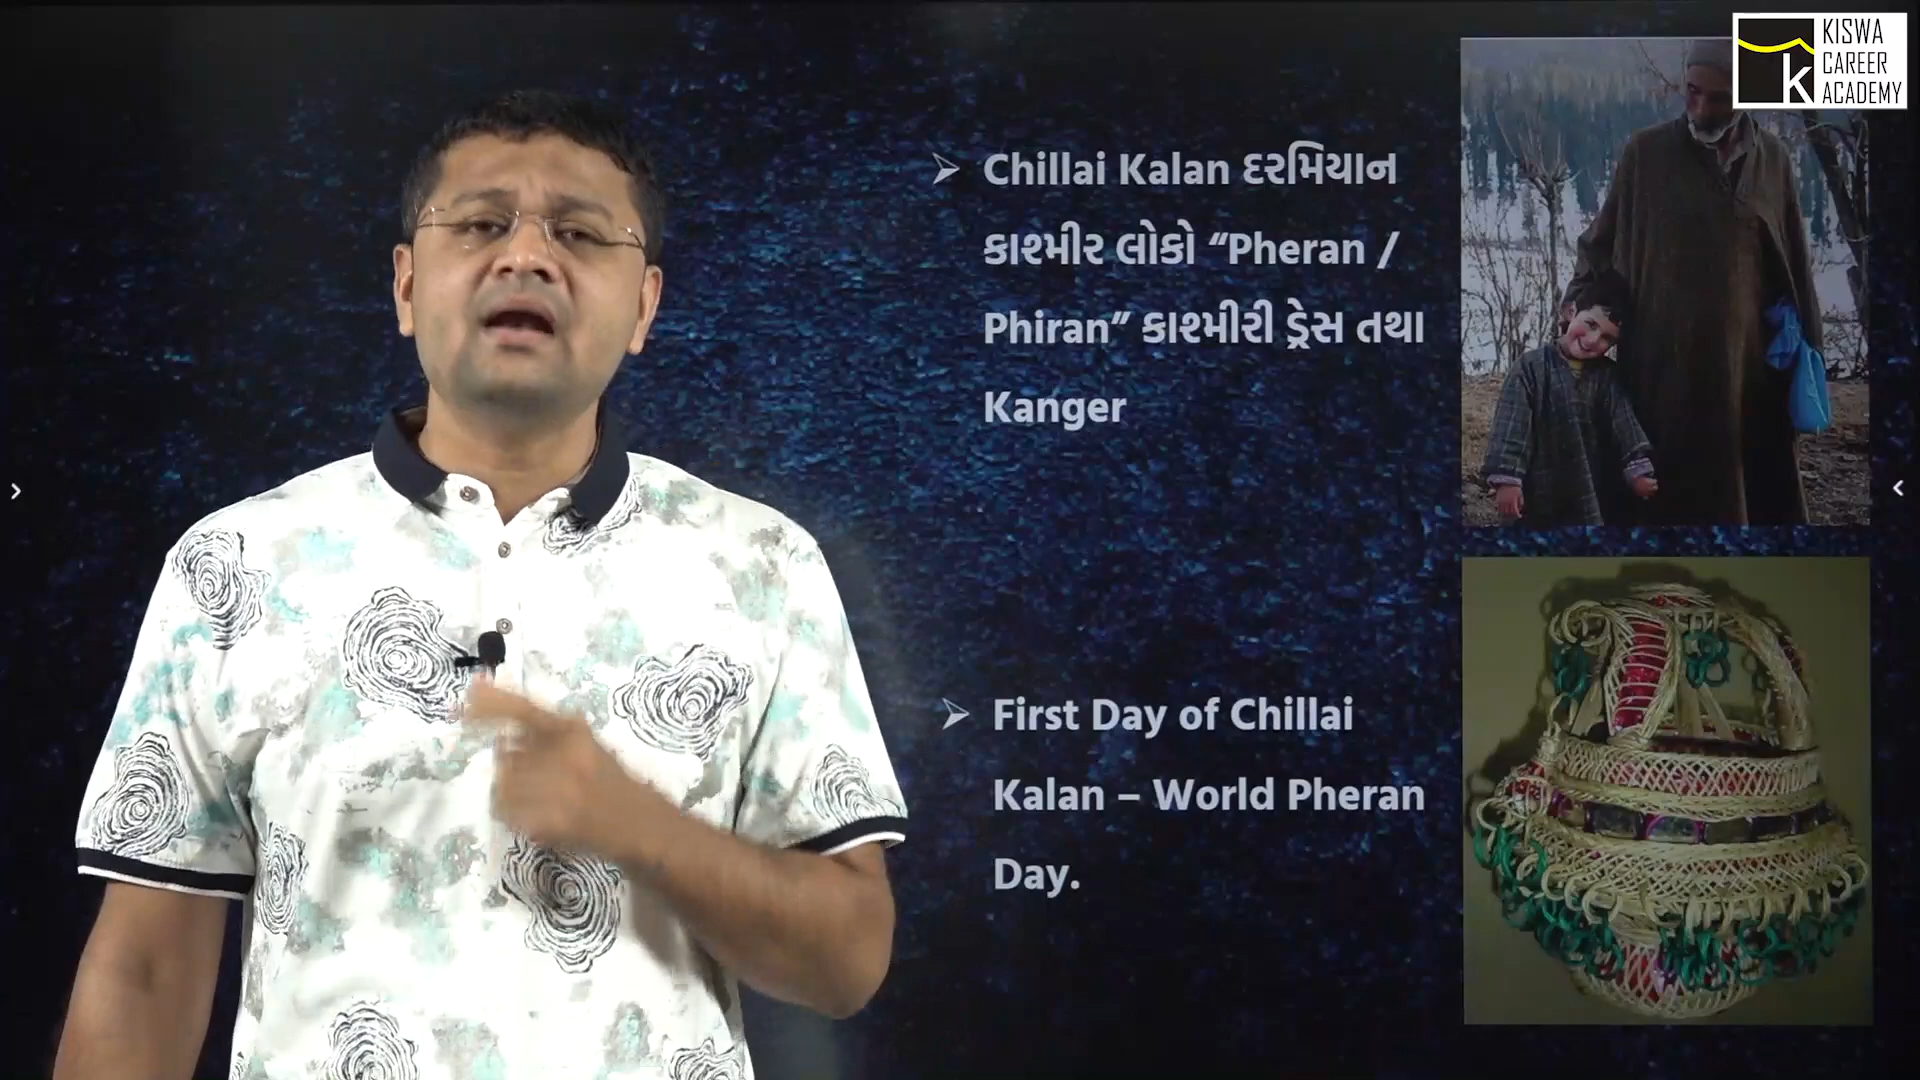 KISWA
CAREER
ACADEMY
k
➢ Chillai Kalan દરમિયાન
કાશ્મીર લોકો “Pheran /
Phiran” કાશ્મીરી ડ્રેસ તથા
Kanger
➢ First Day of Chillai
Kalan – World Pheran
Day.